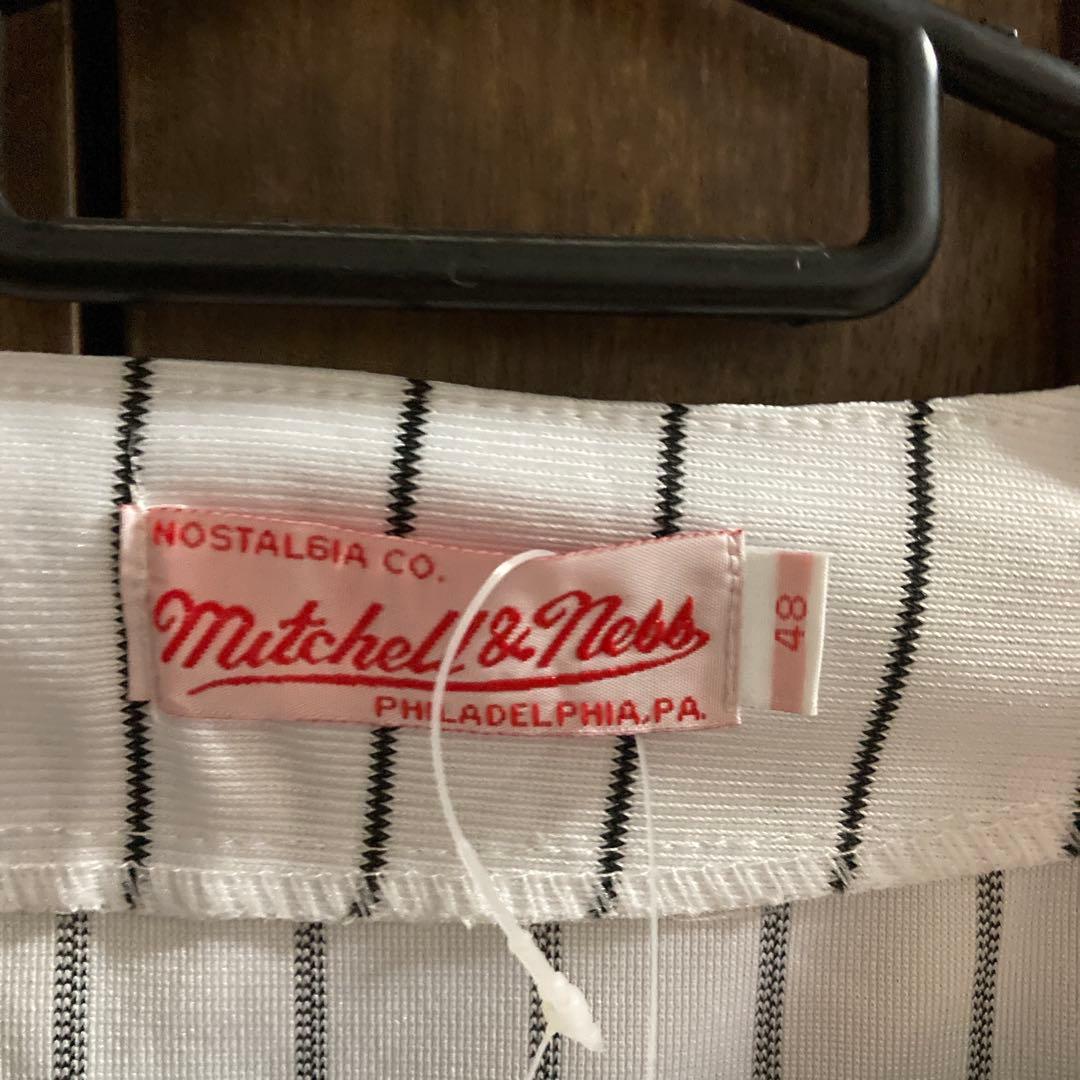 NOSTALGIA CO.
Mitchell & Ness
PHILADELPHIA, PA.
48